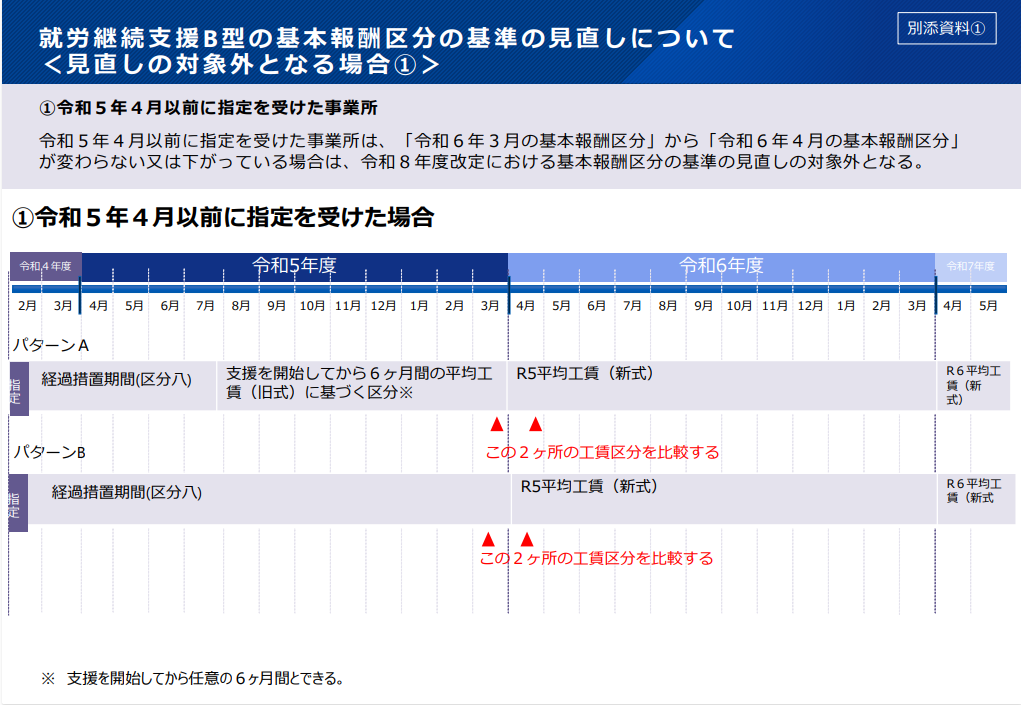 就労継続支援B型の基本報酬区分の基準の見直しについて
＜見直しの対象外となる場合①＞
別添資料①
①令和５年４月以前に指定を受けた事業所
令和５年４月以前に指定を受けた事業所は、「令和６年３月の基本報酬区分」から「令和６年４月の基本報酬区分」
が変わらない又は下がっている場合は、令和８年度改定における基本報酬区分の基準の見直しの対象外となる。
①令和５年４月以前に指定を受けた場合
令和４年度 令和5年度 令和6年度 令和7年度
2月 3月 4月 5月 6月 7月 8月 9月 10月 11月 12月 1月 2月 3月 4月 5月 6月 7月 8月 9月 10月 11月 12月 1月 2月 3月 4月 5月
パターンA
指定
経過措置期間(区分八)
支援を開始してから６ヶ月間の平均工
賃（旧式）に基づく区分※
R5平均工賃（新式）
R６平均工
賃（新
式）
この２ヶ所の工賃区分を比較する
パターンB
指定
経過措置期間(区分八)
R5平均工賃（新式）
R６平均工
賃（新式
この２ヶ所の工賃区分を比較する
※　支援を開始してから任意の６ヶ月間とできる。